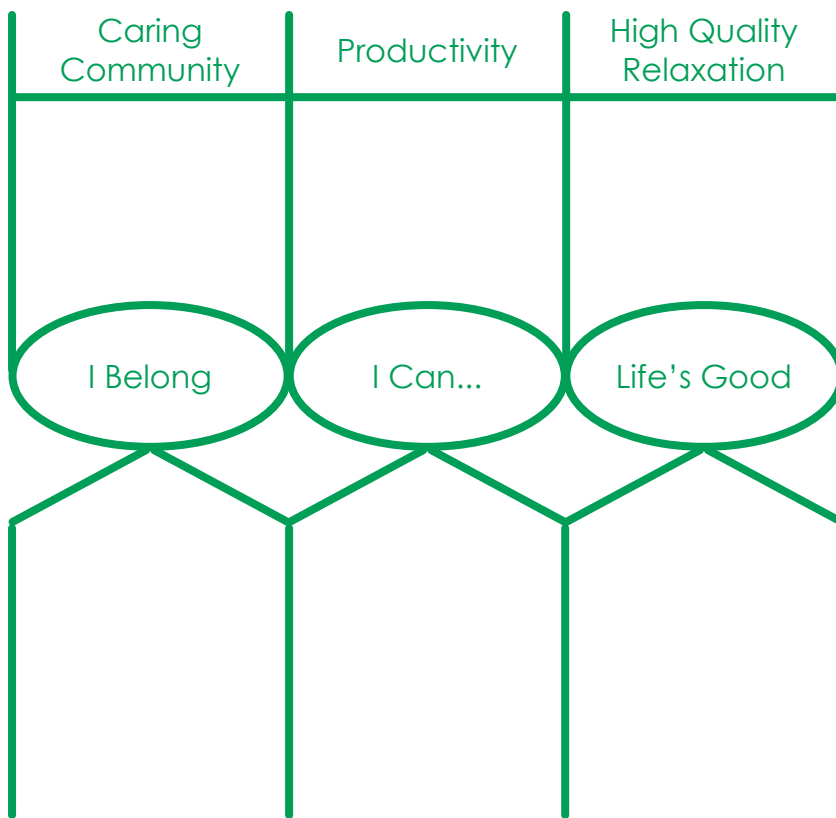 Caring
Community
Productivity
High Quality
Relaxation
I Belong
I Can...
Life’s Good